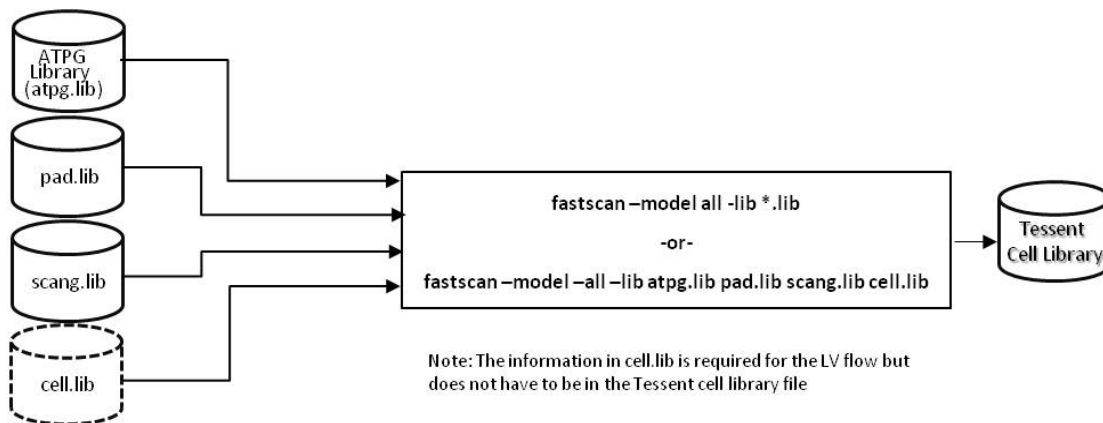 ATPG
Library
(atpg.lib)
pad.lib
scang.lib
cell.lib
fastscan –model all -lib *.lib
-or-
fastscan –model –all –lib atpg.lib pad.lib scang.lib cell.lib
Tessent
Cell Library
Note: The information in cell.lib is required for the LV flow but
does not have to be in the Tessent cell library file